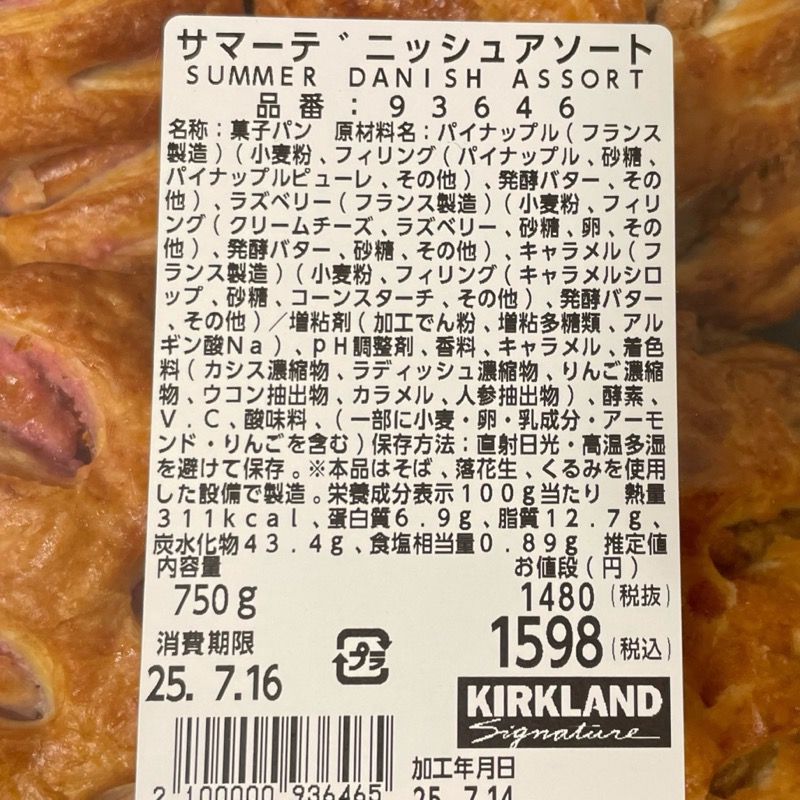 サマーデニッシュアソート
SUMMER DANISH ASSORT
品番:93646
名称:菓子パン 原材料名:パイナップル(フランス
製造)(小麦粉、フィリング(パイナップル、砂糖、
パイナップルピューレ、その他)、発酵バター、その
他)、ラズベリー(フランス製造)(小麦粉、フィリ
ング(クリームチーズ、ラズベリー、砂糖、卵、その
他)、発酵バター、砂糖、その他)、キャラメル(フ
ランス製造)(小麦粉、フィリング(キャラメルシロ
ップ、砂糖、コーンスターチ、その他)、発酵バター
、その他)/増粘剤(加工でん粉、増粘多糖類、アル
ギン酸Na)、pH調整剤、香料、キャラメル、着色
料(カシス濃縮物、ラディッシュ濃縮物、りんご濃縮
物、ウコン抽出物、カラメル、人参抽出物)、酵素、
V.C、酸味料、(一部に小麦・卵・乳成分・アーモ
ンド・りんごを含む)保存方法:直射日光・高温多湿
を避けて保存。※本品はそば、落花生、くるみを使用
した設備で製造。栄養成分表示100g当たり 熱量
311kcal、蛋白質6.9g、脂質12.7g、
炭水化物43.4g、食塩相当量0.89g 推定値
内容量 お値段(円)
750g 1480(税抜)
1598(税込)
消費期限
25. 7.16
プラ
KIRKLAND
Signature
加工年月日
25. 7.14
2 100000 936465